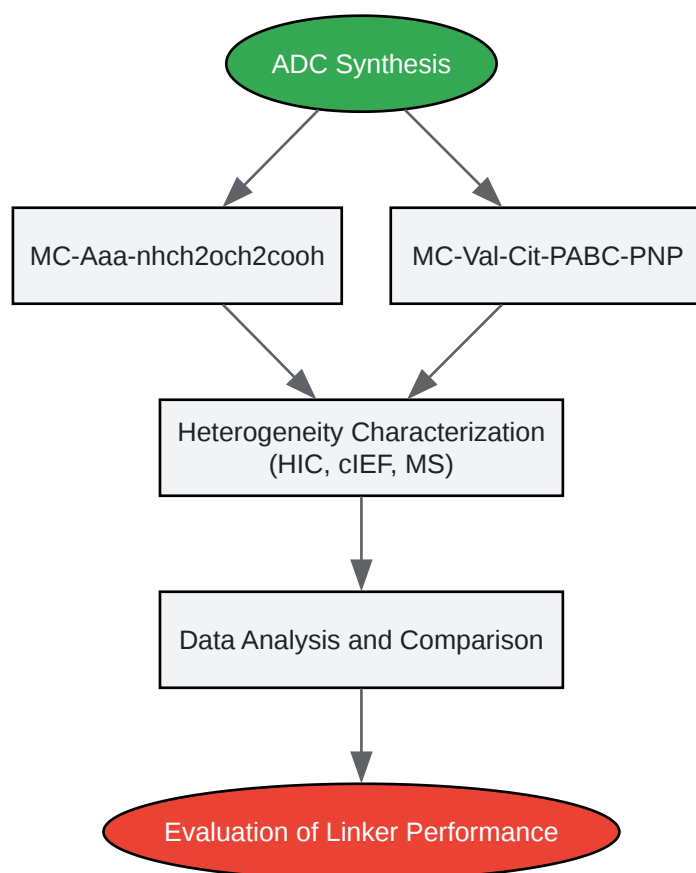 ADC Synthesis
MC-Aaa-nhch2och2cooh
MC-Val-Cit-PABC-PNP
Heterogeneity Characterization
(HIC, cIEF, MS)
Data Analysis and Comparison
Evaluation of Linker Performance